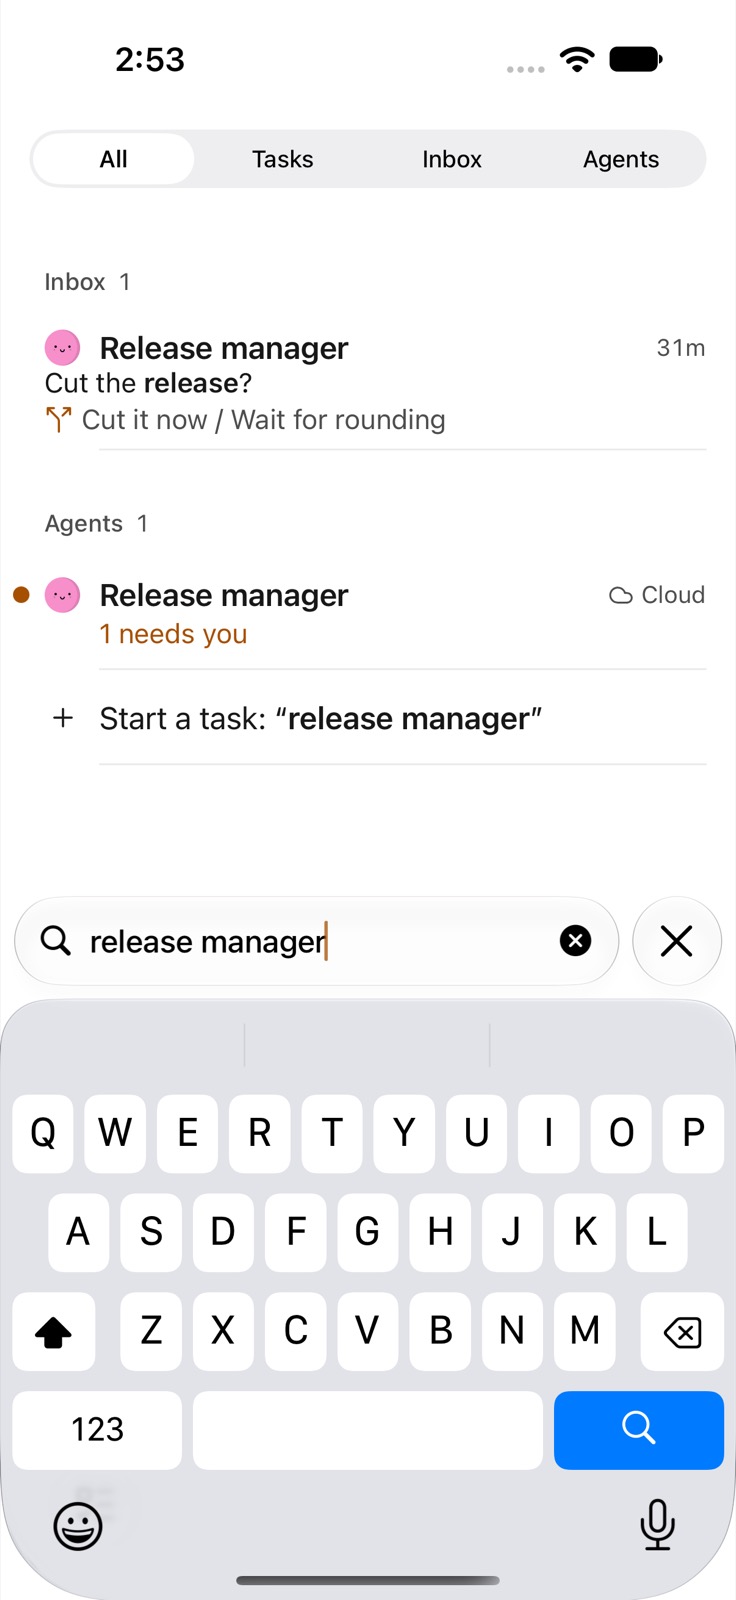 2:53
All Tasks Inbox Agents
Inbox 1
Release manager 31m
Cut the release?
Cut it now / Wait for rounding
Agents 1
Release manager Cloud
1 needs you
+ Start a task: “release manager”
release manager
Q W E R T Y U I O P
A S D F G H J K L
Z X C V B N M
123